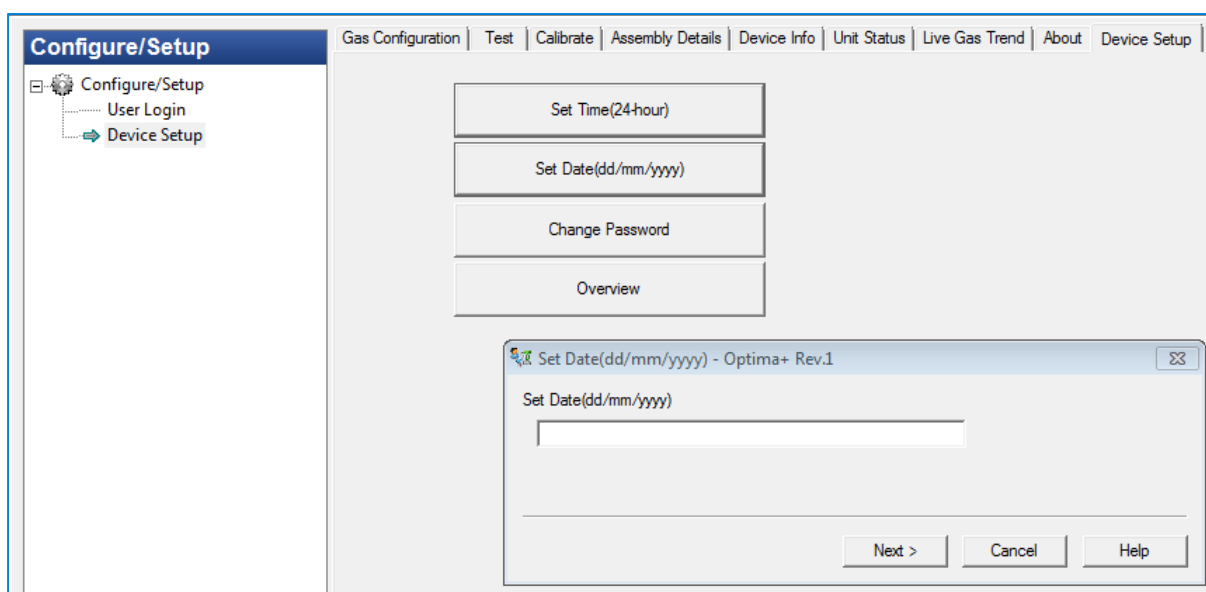 Configure/Setup
Configure/Setup
User Login
Device Setup
Gas Configuration Test Calibrate Assembly Details Device Info Unit Status Live Gas Trend About Device Setup
Set Time(24-hour)
Set Date(dd/mm/yyyy)
Change Password
Overview
Set Date(dd/mm/yyyy) - Optima+ Rev.1
Set Date(dd/mm/yyyy)
Next > Cancel Help